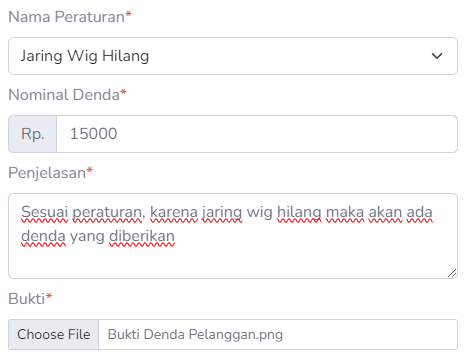 Nama Peraturan*
Jaring Wig Hilang
Nominal Denda*
Rp. 15000
Penjelasan*
Sesuai peraturan, karena jaring wig hilang maka akan ada
denda yang diberikan
Bukti*
Choose File Bukti Denda Pelanggan.png